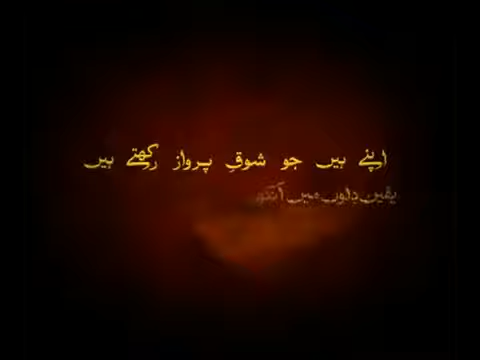 اپنے ہیں جو شوقِ پرواز رکھتے ہیں
یقیں دلوں میں